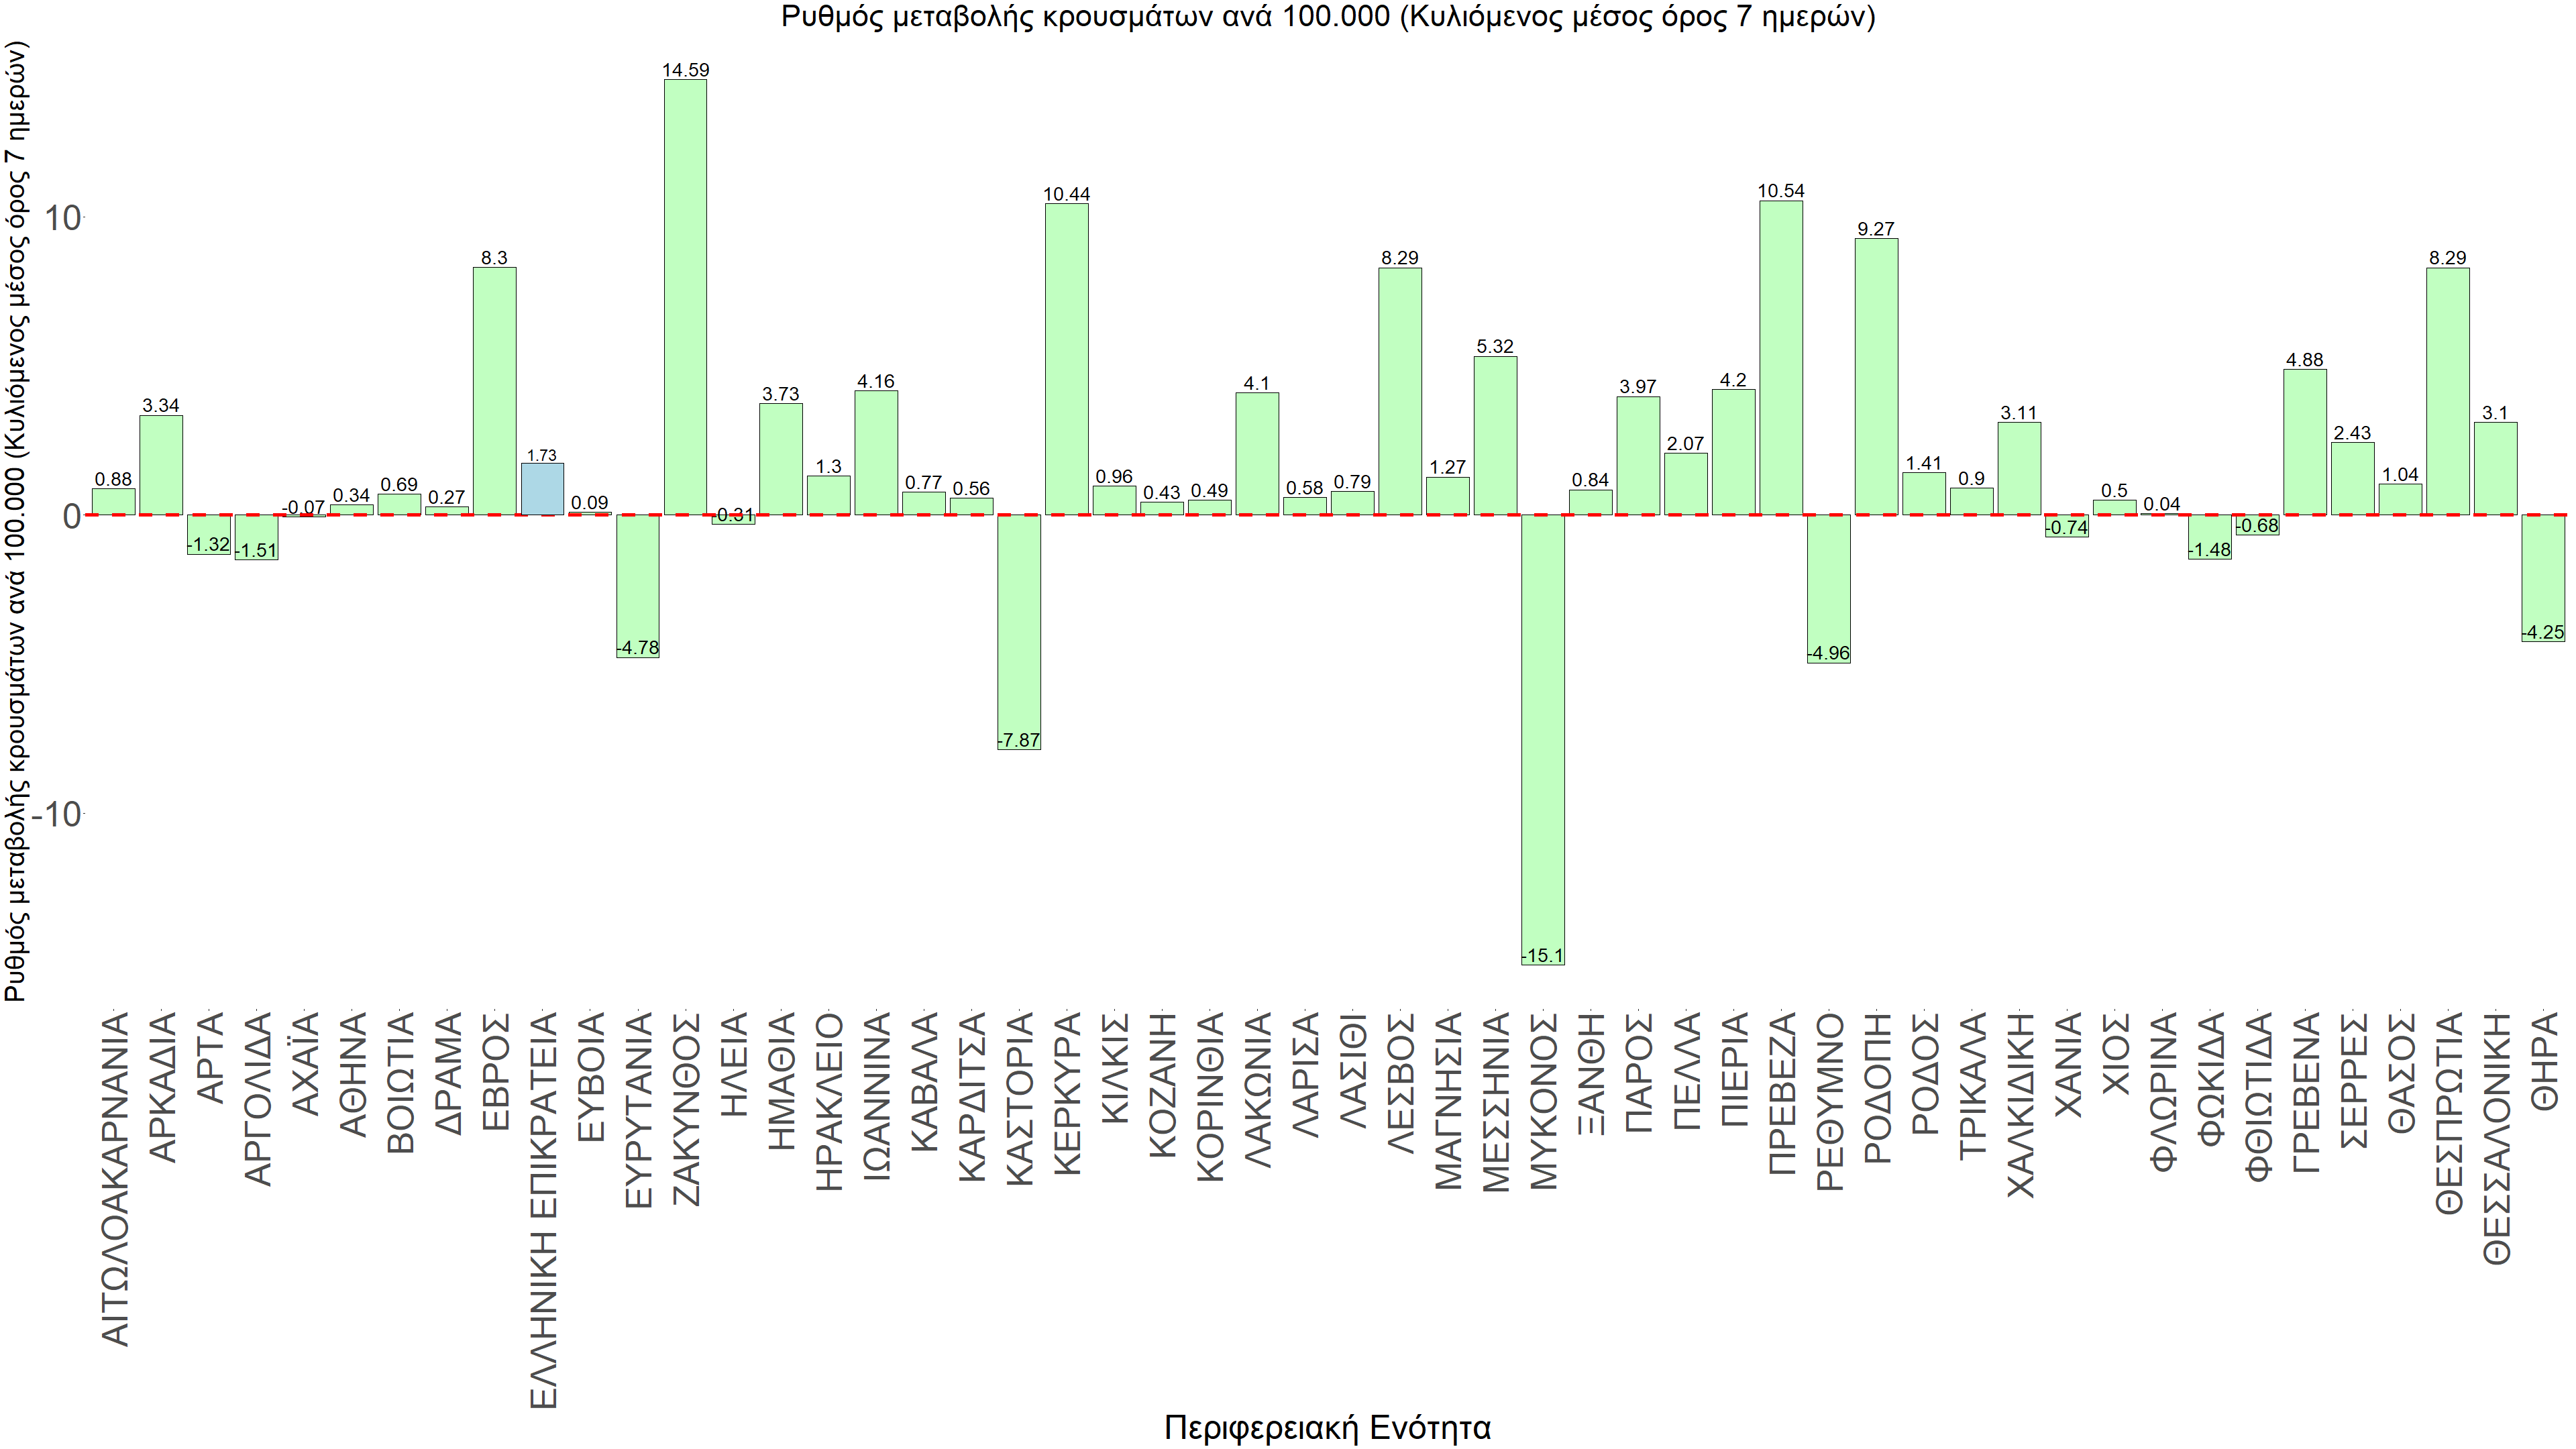 Ρυθμός μεταβολής κρουσμάτων ανά 100.000 (Κυλιόμενος μέσος όρος 7 ημερών)
Ρυθμός μεταβολής κρουσμάτων ανά 100.000 (Κυλιόμενος μέσος όρος 7 ημερών)
10
0
-10
0.88
3.34
-1.32
-1.51
-0.07
0.34
0.69
0.27
8.3
1.73
0.09
-4.78
14.59
-0.31
3.73
1.3
4.16
0.77
0.56
-7.87
10.44
0.96
0.43
0.49
4.1
0.58
0.79
8.29
1.27
5.32
-15.1
0.84
3.97
2.07
4.2
10.54
-4.96
9.27
1.41
0.9
3.11
-0.74
0.5
0.04
-1.48
-0.68
4.88
2.43
1.04
8.29
3.1
-4.25
ΑΙΤΩΛΟΑΚΑΡΝΑΝΙΑ
ΑΡΚΑΔΙΑ
ΑΡΤΑ
ΑΡΓΟΛΙΔΑ
ΑΧΑΪΑ
ΑΘΗΝΑ
ΒΟΙΩΤΙΑ
ΔΡΑΜΑ
ΕΒΡΟΣ
ΕΛΛΗΝΙΚΗ ΕΠΙΚΡΑΤΕΙΑ
ΕΥΒΟΙΑ
ΕΥΡΥΤΑΝΙΑ
ΖΑΚΥΝΘΟΣ
ΗΛΕΙΑ
ΗΜΑΘΙΑ
ΗΡΑΚΛΕΙΟ
ΙΩΑΝΝΙΝΑ
ΚΑΒΑΛΑ
ΚΑΡΔΙΤΣΑ
ΚΑΣΤΟΡΙΑ
ΚΕΡΚΥΡΑ
ΚΙΛΚΙΣ
ΚΟΖΑΝΗ
ΚΟΡΙΝΘΙΑ
ΛΑΚΩΝΙΑ
ΛΑΡΙΣΑ
ΛΑΣΙΘΙ
ΛΕΣΒΟΣ
ΜΑΓΝΗΣΙΑ
ΜΕΣΣΗΝΙΑ
ΜΥΚΟΝΟΣ
ΞΑΝΘΗ
ΠΑΡΟΣ
ΠΕΛΛΑ
ΠΙΕΡΙΑ
ΠΡΕΒΕΖΑ
ΡΕΘΥΜΝΟ
ΡΟΔΟΠΗ
ΡΟΔΟΣ
ΤΡΙΚΑΛΑ
ΧΑΛΚΙΔΙΚΗ
ΧΑΝΙΑ
ΧΙΟΣ
ΦΛΩΡΙΝΑ
ΦΩΚΙΔΑ
ΦΘΙΩΤΙΔΑ
ΓΡΕΒΕΝΑ
ΣΕΡΡΕΣ
ΘΑΣΟΣ
ΘΕΣΠΡΩΤΙΑ
ΘΕΣΣΑΛΟΝΙΚΗ
ΘΗΡΑ
Περιφερειακή Ενότητα